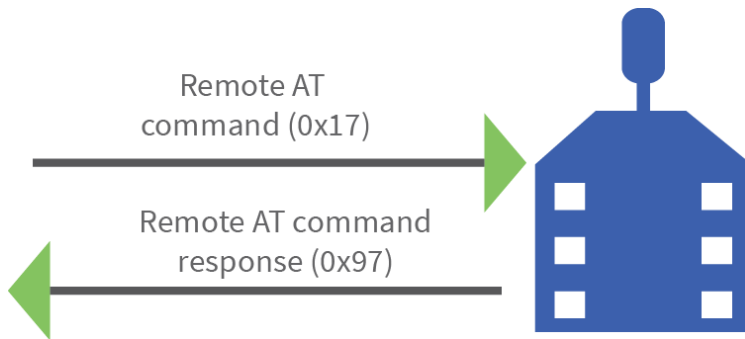 Remote AT
command (0x17)
Remote AT command
response (0x97)